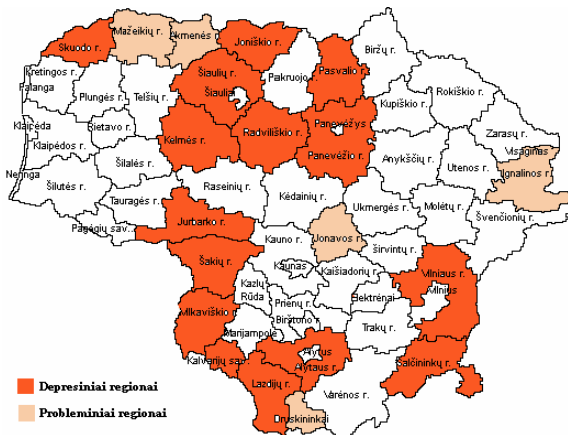 Skuodo r.
Mažeikių r.
Akmenės r.
Joniškio r.
Biržų r.
Kretingos r.
Palanga
Plungės r.
Telšių r.
Šiaulių r.
Šiauliai
Pakruojo r.
Pasvalio r.
Kupiškio r.
Rokiškio r.
Klaipėda
Klaipėdos r.
Rietavo r.
Kelmės r.
Radviliškio r.
Panevėžys
Panevėžio r.
Anykščių r.
Zarasų r.
Visaginas
Ignalinos r.
Utenos r.
Neringa
Šilutės r.
Šilalės r.
Tauragės r.
Raseinių r.
Kėdainių r.
Ukmergės r.
Molėtų r.
Švenčionių r.
Pagėgių sav.
Jurbarko r.
Kauno r.
Jonavos r.
širvintų r.
Šakių r.
Kaunas
Kaišiadorių r.
Vilniaus r.
Vilnius
Kazlų
Rūda
Prienų r.
Elektrėnai
Vilkaviškio r.
Birštono r.
Marijampolė
Trakų r.
Kalvarijų sav.
Alytus
Alytaus r.
Šalčininkų r.
Lazdijų r.
Varėnos r.
Druskininkai
Depresiniai regionai
Probleminiai regionai